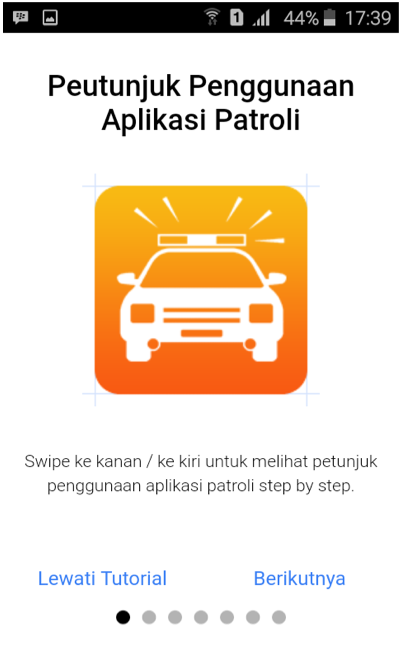 1 44% 17:39
Peutunjuk Penggunaan
Aplikasi Patroli
Swipe ke kanan / ke kiri untuk melihat petunjuk
penggunaan aplikasi patroli step by step.
Lewati Tutorial Berikutnya